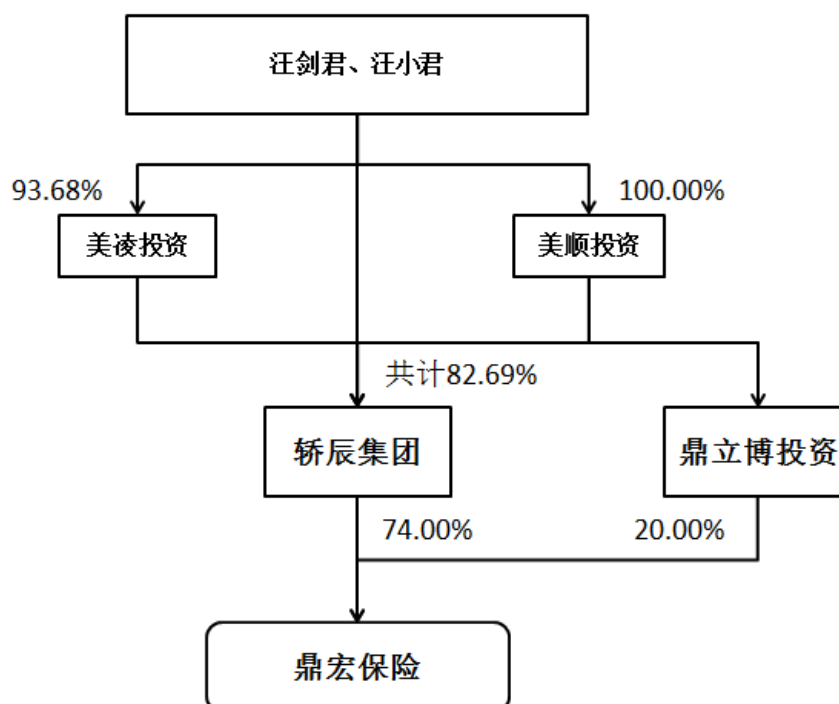 汪剑君、汪小君
93.68%
100.00%
美凌投资
美顺投资
共计82.69%
轿辰集团
鼎立博投资
74.00%
20.00%
鼎宏保险